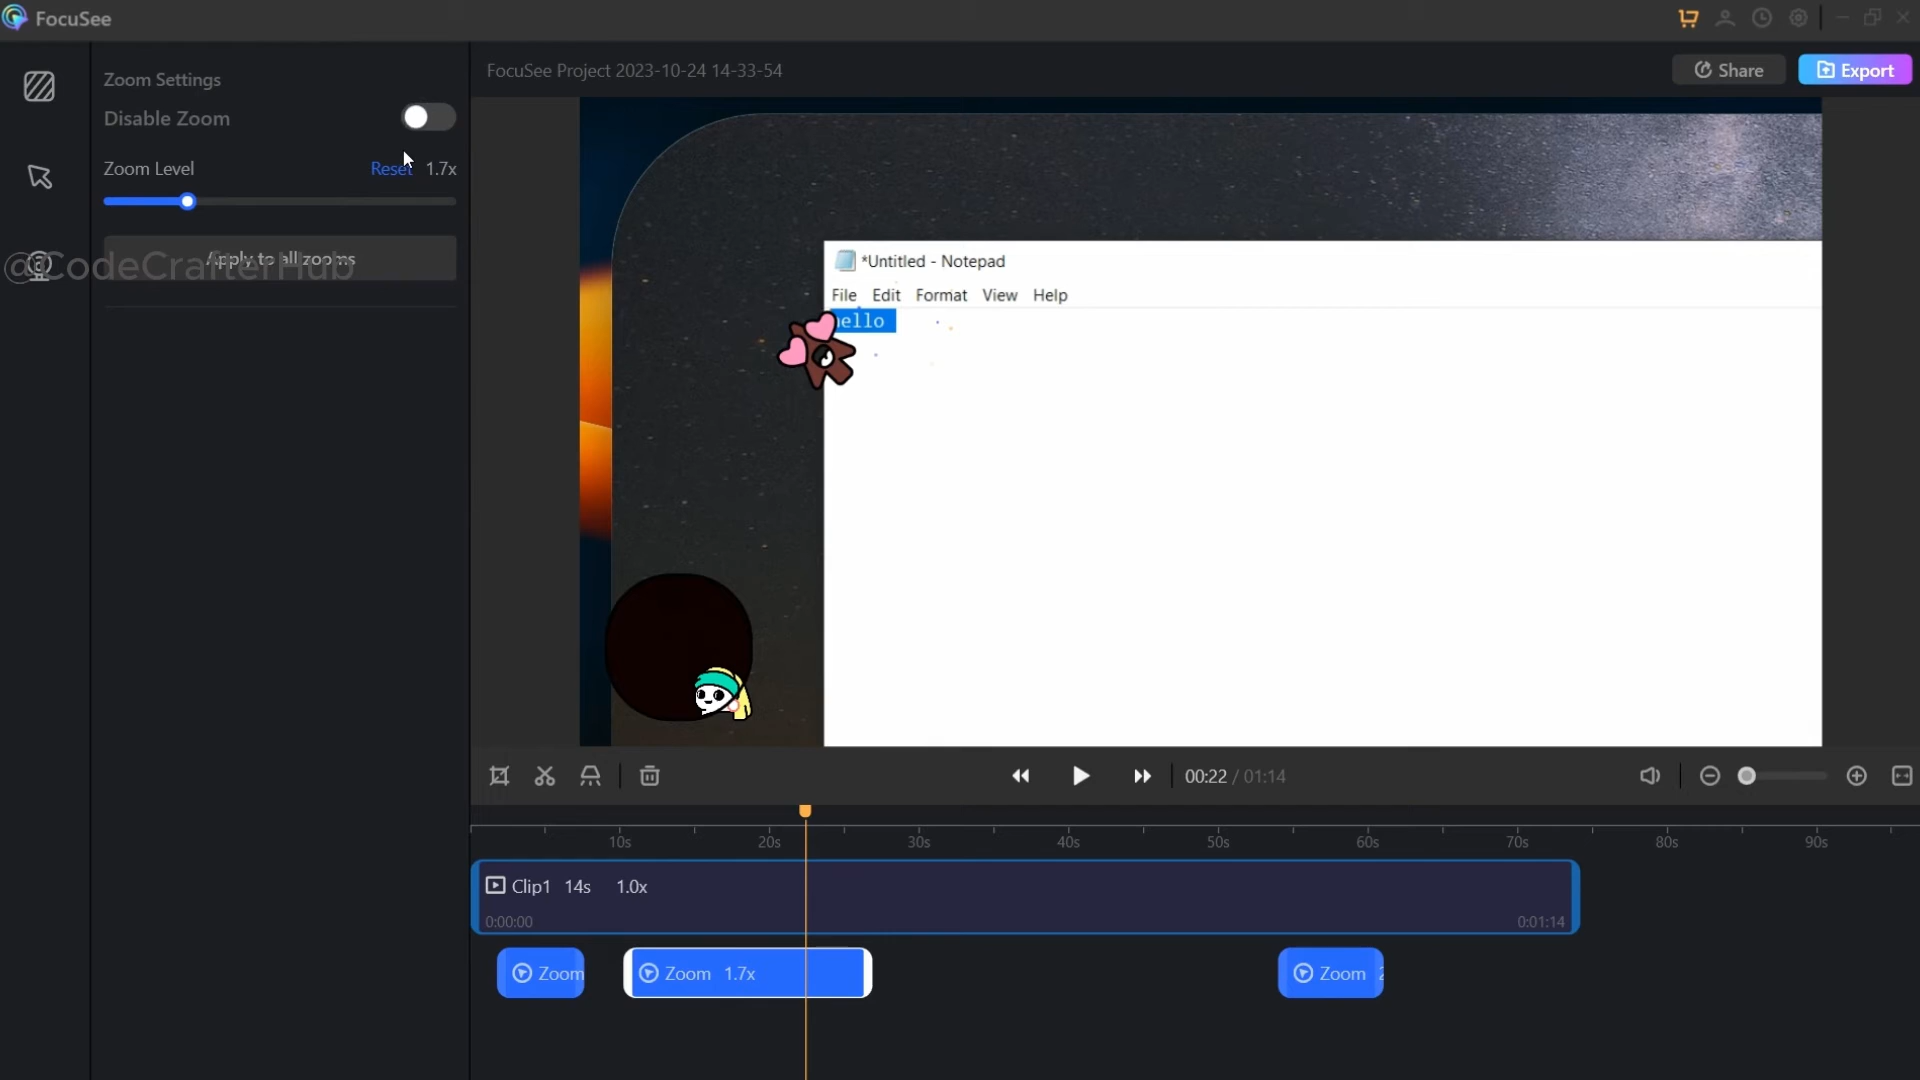 FocuSee
Zoom Settings
FocuSee Project 2023-10-24 14-33-54
Share
Export
Disable Zoom
Zoom Level
Reset 1.7x
Apply to all zooms
@CodeCrafterHub
*Untitled - Notepad
File Edit Format View Help
hello
00:22 / 01:14
10s 20s 30s 40s 50s 60s 70s 80s 90s
Clip1 14s 1.0x
0:00:00 0:01:14
Zoom Zoom 1.7x Zoom